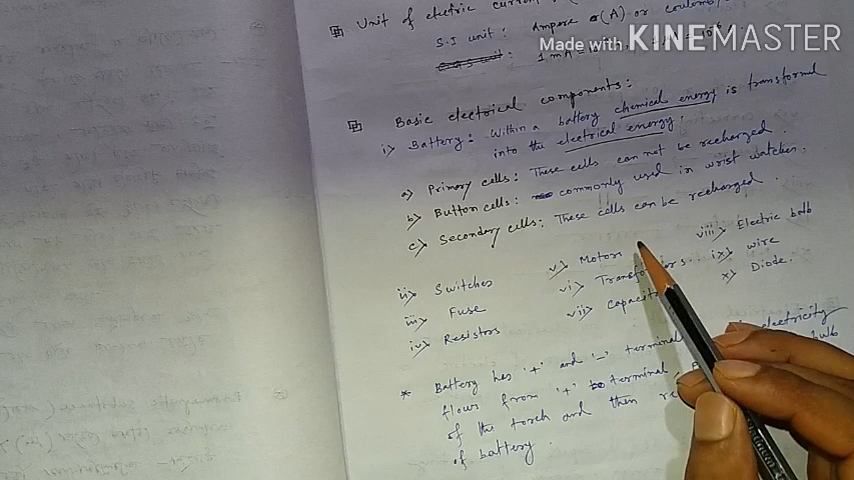 Unit of electric current
S.I unit: Ampere (A) or coulomb/
1 mA =
Made with KINEMASTER
Basic electrical components:
i> Battery: Within a battery chemical energy is transformed
into the electrical energy.
a> Primary cells: These cells can not be recharged.
b> Button cells: commonly used in wrist watches.
c> Secondary cells: These cells can be recharged.
ii> Switches v> Motor viii> Electric bulb
iii> Fuse vi> Transformers ix> wire
iv> Resistors vii> x> Diode.
* Battery has '+' and '-' terminal electricity
flows from '+' terminal bulb
of the torch and then
of battery.